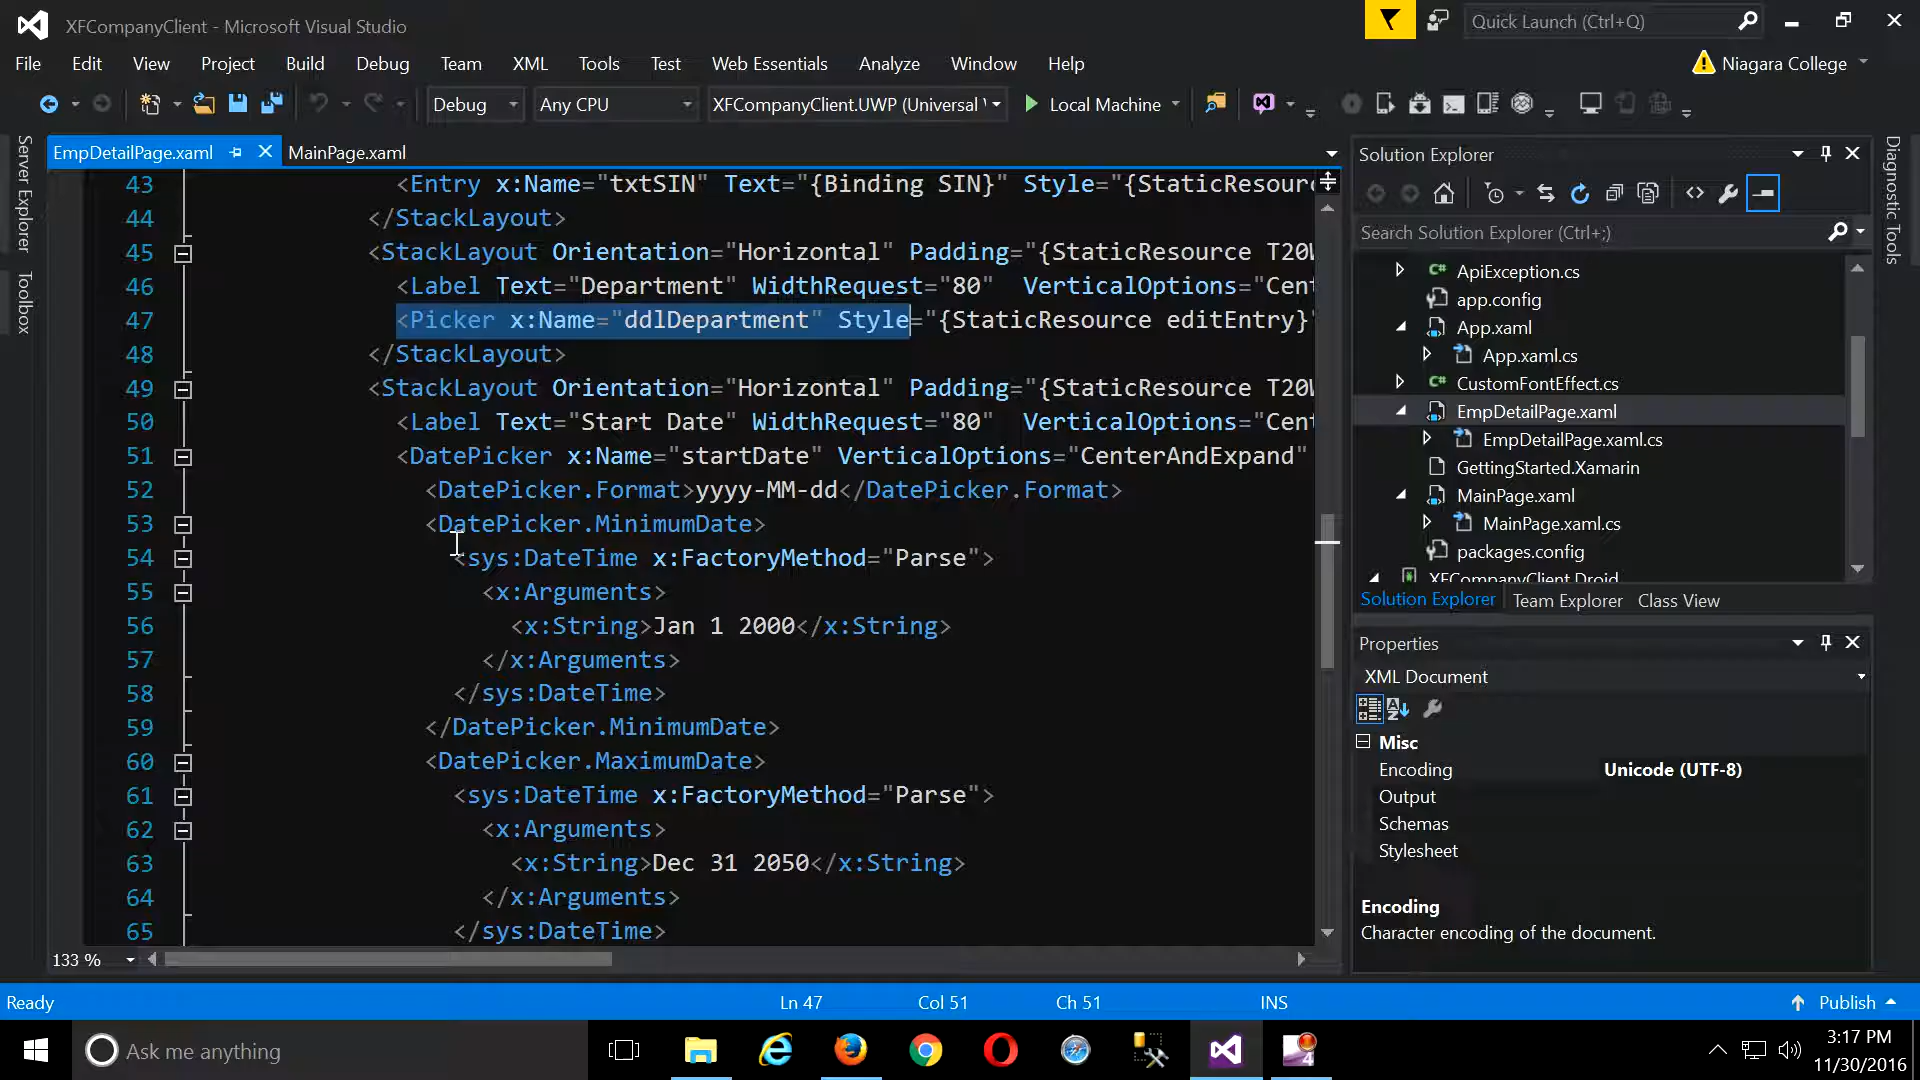 XFCompanyClient - Microsoft Visual Studio
Quick Launch (Ctrl+Q)
File Edit View Project Build Debug Team XML Tools Test Web Essentials Analyze Window Help
Niagara College
Debug Any CPU XFCompanyClient.UWP (Universal Local Machine
Server Explorer
Toolbox
EmpDetailPage.xaml MainPage.xaml
43 <Entry x:Name="txtSIN" Text="{Binding SIN}" Style="{StaticResourc
44 </StackLayout>
45 <StackLayout Orientation="Horizontal" Padding="{StaticResource T20W
46 <Label Text="Department" WidthRequest="80" VerticalOptions="Cent
47 <Picker x:Name="ddlDepartment" Style="{StaticResource editEntry}"
48 </StackLayout>
49 <StackLayout Orientation="Horizontal" Padding="{StaticResource T20W
50 <Label Text="Start Date" WidthRequest="80" VerticalOptions="Cent
51 <DatePicker x:Name="startDate" VerticalOptions="CenterAndExpand"
52 <DatePicker.Format>yyyy-MM-dd</DatePicker.Format>
53 <DatePicker.MinimumDate>
54 <sys:DateTime x:FactoryMethod="Parse">
55 <x:Arguments>
56 <x:String>Jan 1 2000</x:String>
57 </x:Arguments>
58 </sys:DateTime>
59 </DatePicker.MinimumDate>
60 <DatePicker.MaximumDate>
61 <sys:DateTime x:FactoryMethod="Parse">
62 <x:Arguments>
63 <x:String>Dec 31 2050</x:String>
64 </x:Arguments>
65 </sys:DateTime>
133 %
Solution Explorer
Search Solution Explorer (Ctrl+;)
C# ApiException.cs
app.config
App.xaml
App.xaml.cs
C# CustomFontEffect.cs
EmpDetailPage.xaml
EmpDetailPage.xaml.cs
GettingStarted.Xamarin
MainPage.xaml
MainPage.xaml.cs
packages.config
XFCompanyClient.Droid
Solution Explorer Team Explorer Class View
Properties
XML Document
Misc
Encoding Unicode (UTF-8)
Output
Schemas
Stylesheet
Encoding
Character encoding of the document.
Diagnostic Tools
Ready Ln 47 Col 51 Ch 51 INS Publish
Ask me anything
4
3:17 PM
11/30/2016